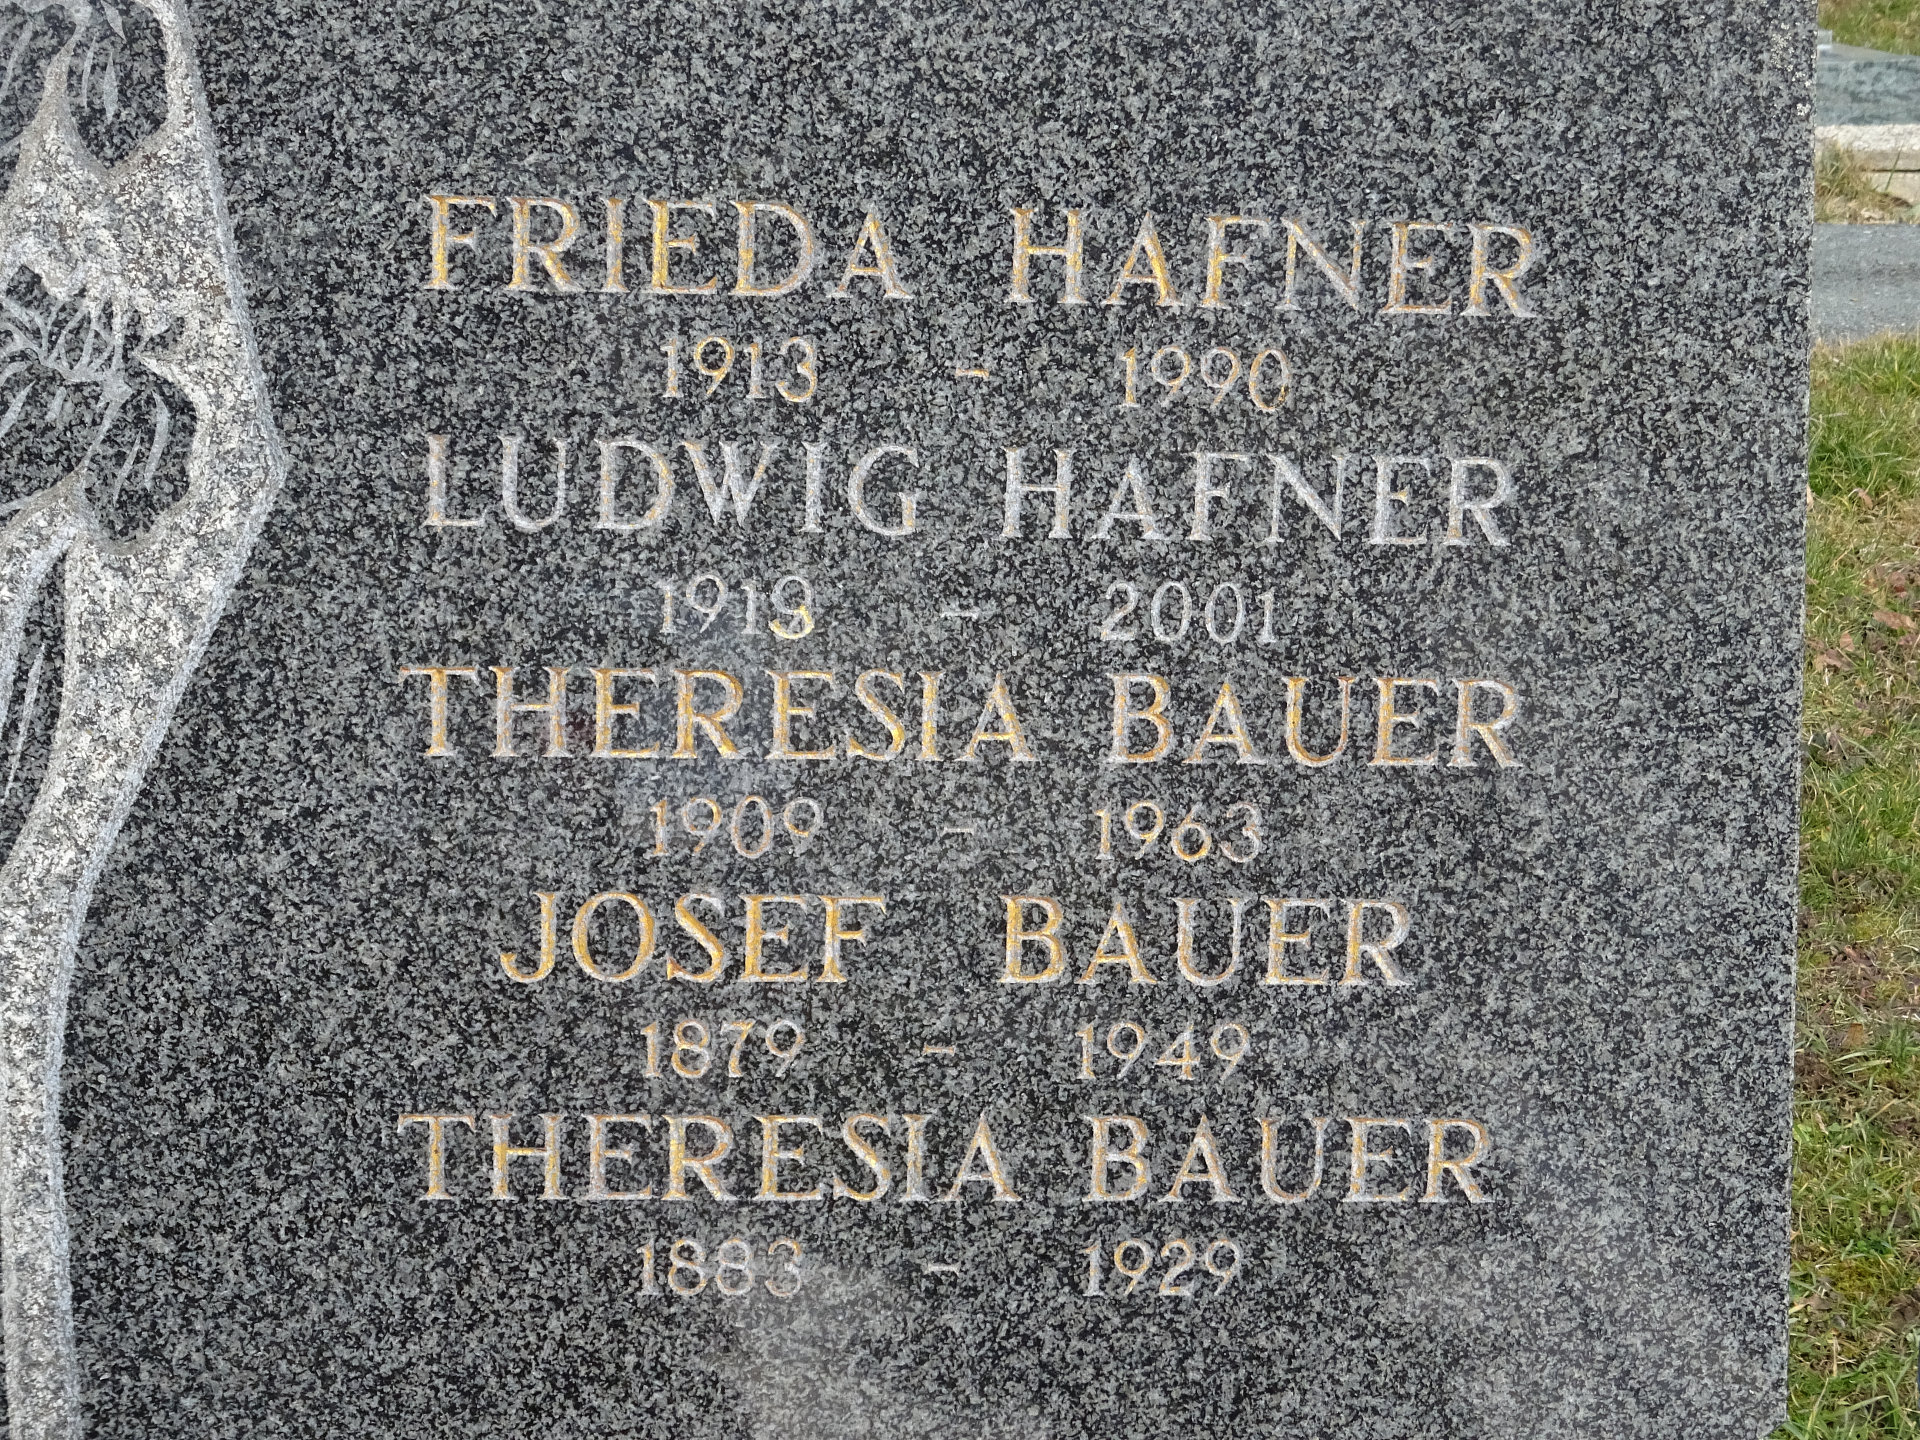 FRIEDA HAFNER
1913 - 1990
LUDWIG HAFNER
- 2001
THERESIA BAUER
1909 - 1963
JOSEF BAUER
1879 - 1949
THERESIA BAUER
1883 - 1929